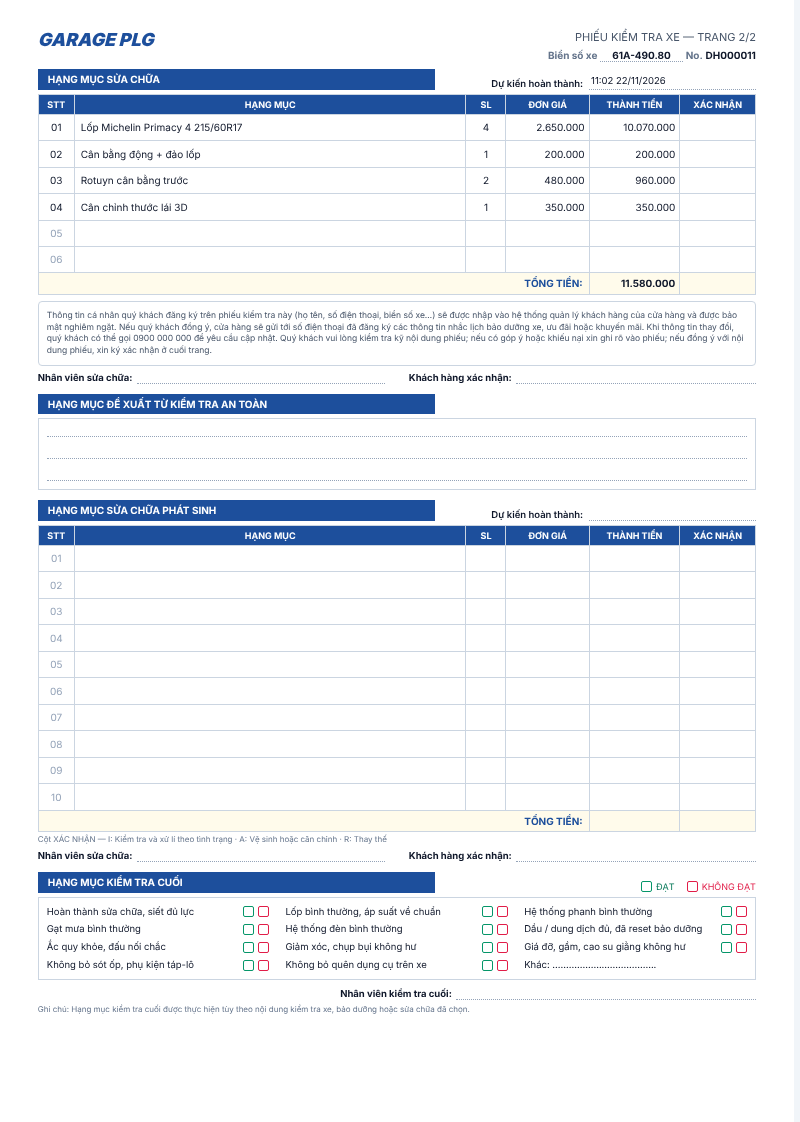 GARAGE PLG
PHIẾU KIỂM TRA XE — TRANG 2/2
Biển số xe 61A-490.80 No. DH000011
HẠNG MỤC SỬA CHỮA
Dự kiến hoàn thành: 11:02 22/11/2026
STT HẠNG MỤC SL ĐƠN GIÁ THÀNH TIỀN XÁC NHẬN
01 Lốp Michelin Primacy 4 215/60R17 4 2.650.000 10.070.000
02 Cân bằng động + đảo lốp 1 200.000 200.000
03 Rotuyn cân bằng trước 2 480.000 960.000
04 Cân chỉnh thước lái 3D 1 350.000 350.000
05
06
TỔNG TIỀN: 11.580.000
Thông tin cá nhân quý khách đăng ký trên phiếu kiểm tra này (họ tên, số điện thoại, biển số xe...) sẽ được nhập vào hệ thống quản lý khách hàng của cửa hàng và được bảo
mật nghiêm ngặt. Nếu quý khách đồng ý, cửa hàng sẽ gửi tới số điện thoại đã đăng ký các thông tin nhắc lịch bảo dưỡng xe, ưu đãi hoặc khuyến mãi. Khi thông tin thay đổi,
quý khách có thể gọi 0900 000 000 để yêu cầu cập nhật. Quý khách vui lòng kiểm tra kỹ nội dung phiếu; nếu có góp ý hoặc khiếu nại xin ghi rõ vào phiếu; nếu đồng ý với nội
dung phiếu, xin ký xác nhận ở cuối trang.
Nhân viên sửa chữa: Khách hàng xác nhận:
HẠNG MỤC ĐỀ XUẤT TỪ KIỂM TRA AN TOÀN
HẠNG MỤC SỬA CHỮA PHÁT SINH
Dự kiến hoàn thành:
STT HẠNG MỤC SL ĐƠN GIÁ THÀNH TIỀN XÁC NHẬN
01
02
03
04
05
06
07
08
09
10
TỔNG TIỀN:
Cột XÁC NHẬN — I: Kiểm tra và xử lí theo tình trạng · A: Vệ sinh hoặc căn chỉnh · R: Thay thế
Nhân viên sửa chữa: Khách hàng xác nhận:
HẠNG MỤC KIỂM TRA CUỐI
ĐẠT KHÔNG ĐẠT
Hoàn thành sửa chữa, siết đủ lực Lốp bình thường, áp suất về chuẩn Hệ thống phanh bình thường
Gạt mưa bình thường Hệ thống đèn bình thường Dầu / dung dịch đủ, đã reset bảo dưỡng
Ắc quy khỏe, đấu nối chắc Giảm xóc, chụp bụi không hư Giá đỡ, gầm, cao su giằng không hư
Không bỏ sót ốp, phụ kiện táp-lô Không bỏ quên dụng cụ trên xe Khác: ......................................
Nhân viên kiểm tra cuối:
Ghi chú: Hạng mục kiểm tra cuối được thực hiện tùy theo nội dung kiểm tra xe, bảo dưỡng hoặc sửa chữa đã chọn.